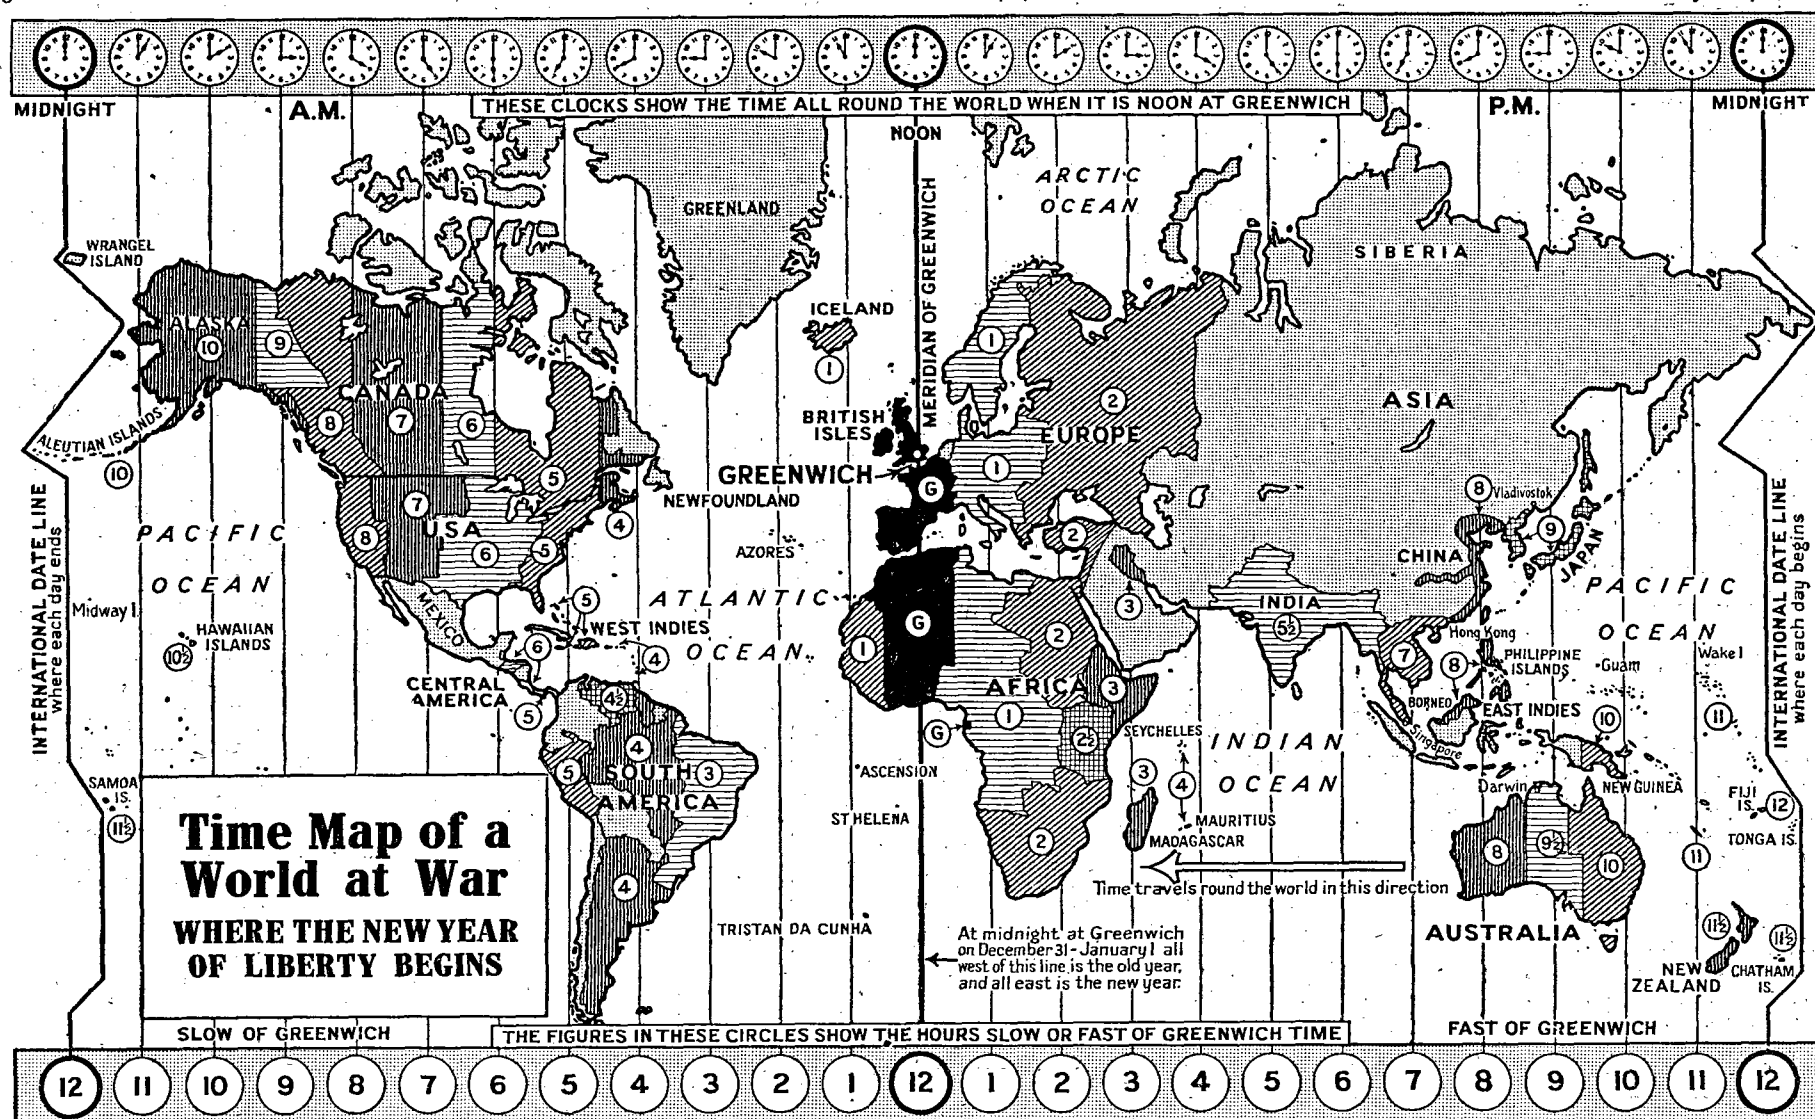 MIDNIGHT
A.M.
THESE CLOCKS SHOW THE TIME ALL ROUND THE WORLD WHEN IT IS NOON AT GREENWICH
P.M.
MIDNIGHT
NOON
ARCTIC
OCEAN
MERIDIAN OF GREENWICH
GREENLAND
WRANGEL
ISLAND
SIBERIA
ICELAND
1
ALASKA
10
9
CANADA
8
7
6
5
1
2
ASIA
BRITISH
ISLES
EUROPE
ALEUTIAN ISLANDS
10
GREENWICH
G
1
NEWFOUNDLAND
4
8
Vladivostok
INTERNATIONAL DATE LINE
where each day ends
PACIFIC
OCEAN
7
USA
8
6
5
AZORES
2
9
CHINA
JAPAN
PACIFIC
OCEAN
INTERNATIONAL DATE LINE
where each day begins
Midway I.
HAWAIIAN
ISLANDS
10½
MEXICO
5
WEST INDIES
6
4
ATLANTIC
OCEAN
1
G
2
3
INDIA
5½
Hong Kong
7
8
PHILIPPINE
ISLANDS
Guam
Wake I
CENTRAL
AMERICA
5
4½
AFRICA
3
1
2½
G
SEYCHELLES
BORNEO
EAST INDIES
Singapore
10
11
4
SOUTH
AMERICA
5
3
INDIAN
OCEAN
ASCENSION
3
4
SAMOA
IS.
11½
Darwin
NEW GUINEA
FIJI
IS.
12
TONGA IS.
ST HELENA
MAURITIUS
MADAGASCAR
2
4
8
9½
10
11
Time travels round the world in this direction
Time Map of a
World at War
WHERE THE NEW YEAR
OF LIBERTY BEGINS
TRISTAN DA CUNHA
At midnight at Greenwich
on December 31-January 1 all
west of this line is the old year,
and all east is the new year.
AUSTRALIA
11½
11½
NEW
ZEALAND
CHATHAM
IS.
SLOW OF GREENWICH
THE FIGURES IN THESE CIRCLES SHOW THE HOURS SLOW OR FAST OF GREENWICH TIME
FAST OF GREENWICH
12 11 10 9 8 7 6 5 4 3 2 1 12 1 2 3 4 5 6 7 8 9 10 11 12